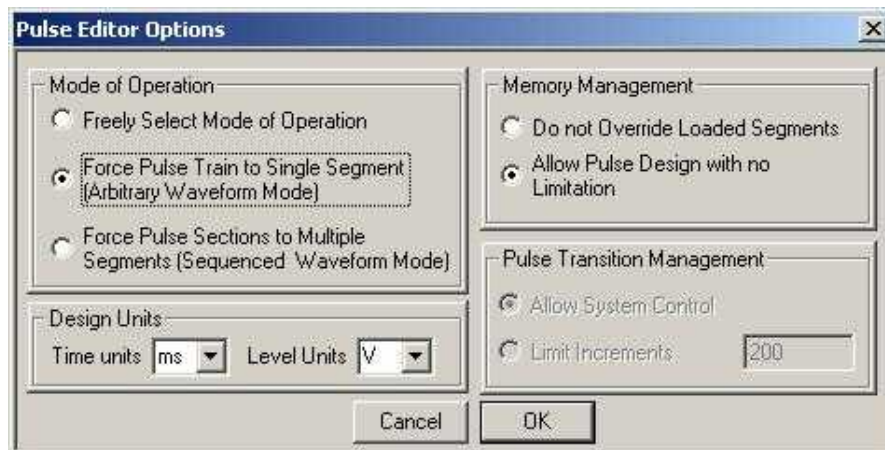 Pulse Editor Options
Mode of Operation
Freely Select Mode of Operation
Force Pulse Train to Single Segment
(Arbitrary Waveform Mode)
Force Pulse Sections to Multiple
Segments (Sequenced Waveform Mode)
Design Units
Time units ms Level Units V
Memory Management
Do not Override Loaded Segments
Allow Pulse Design with no
Limitation
Pulse Transition Management
Allow System Control
Limit Increments 200
Cancel OK